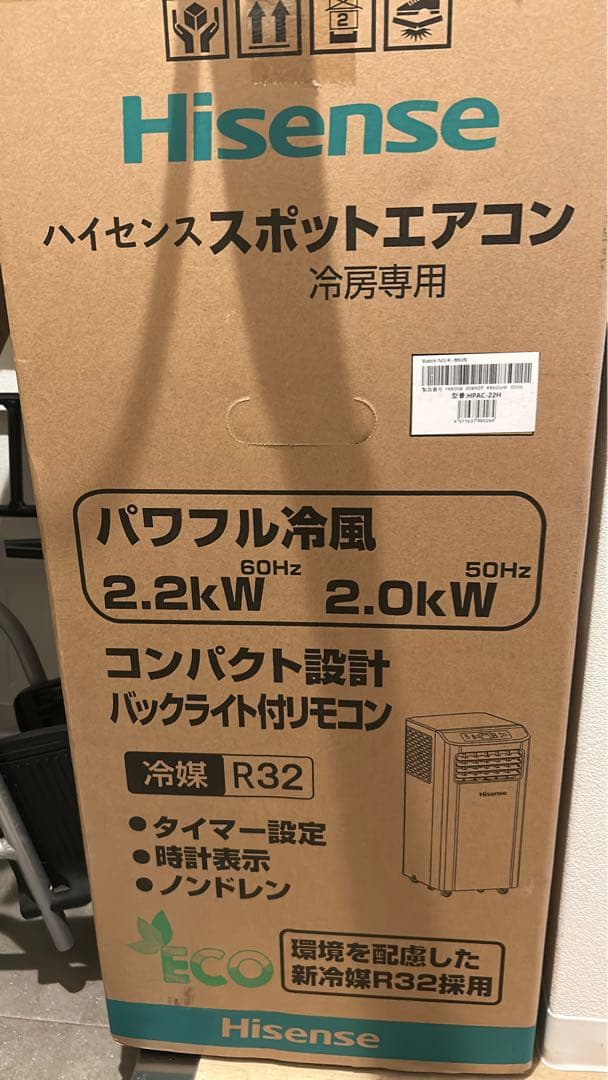 2
Hisense
ハイセンス スポットエアコン
冷房専用
型番:HPAC-22H
パワフル冷風
2.2kW 60Hz 2.0kW 50Hz
コンパクト設計
バックライト付リモコン
冷媒 R32
●タイマー設定
●時計表示
●ノンドレン
Hisense
ECO
環境を配慮した
新冷媒R32採用
Hisense